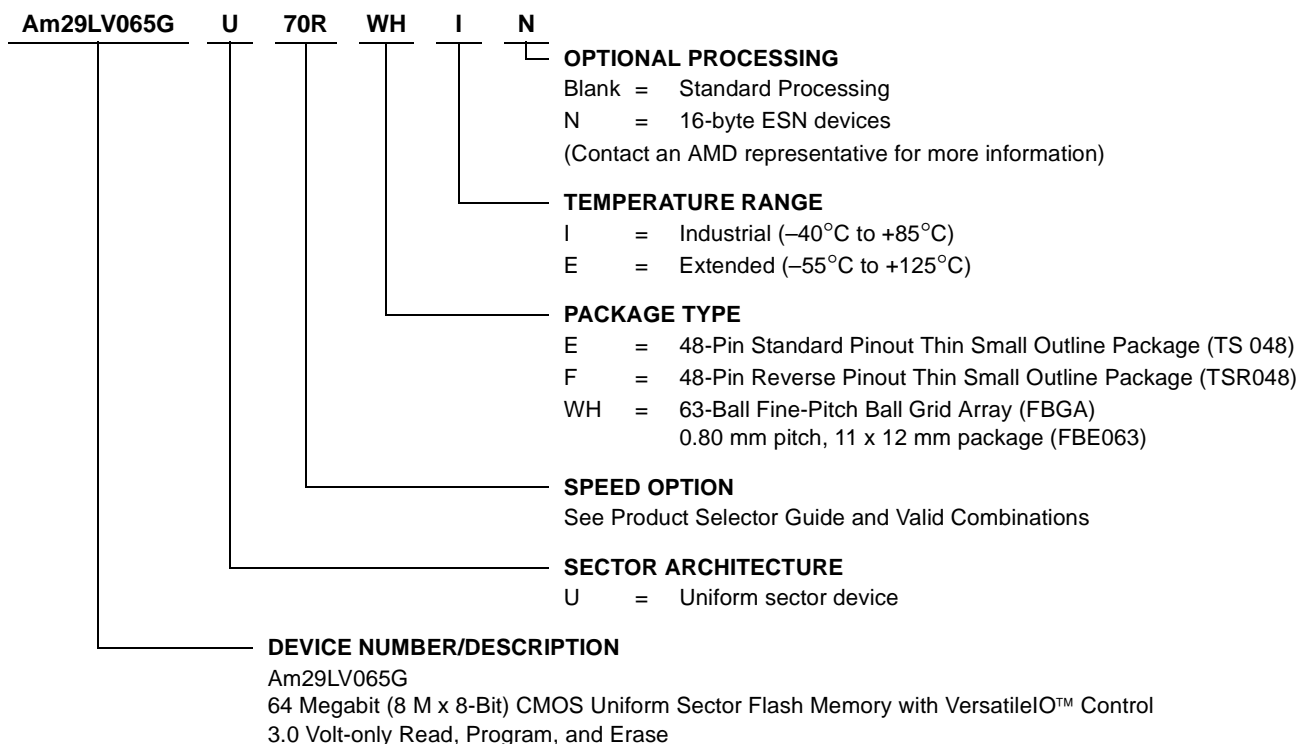 Am29LV065G U 70R WH I N
OPTIONAL PROCESSING
Blank = Standard Processing
N = 16-byte ESN devices
(Contact an AMD representative for more information)
TEMPERATURE RANGE
I = Industrial (–40°C to +85°C)
E = Extended (–55°C to +125°C)
PACKAGE TYPE
E = 48-Pin Standard Pinout Thin Small Outline Package (TS 048)
F = 48-Pin Reverse Pinout Thin Small Outline Package (TSR048)
WH = 63-Ball Fine-Pitch Ball Grid Array (FBGA)
0.80 mm pitch, 11 x 12 mm package (FBE063)
SPEED OPTION
See Product Selector Guide and Valid Combinations
SECTOR ARCHITECTURE
U = Uniform sector device
DEVICE NUMBER/DESCRIPTION
Am29LV065G
64 Megabit (8 M x 8-Bit) CMOS Uniform Sector Flash Memory with VersatileIO™ Control
3.0 Volt-only Read, Program, and Erase